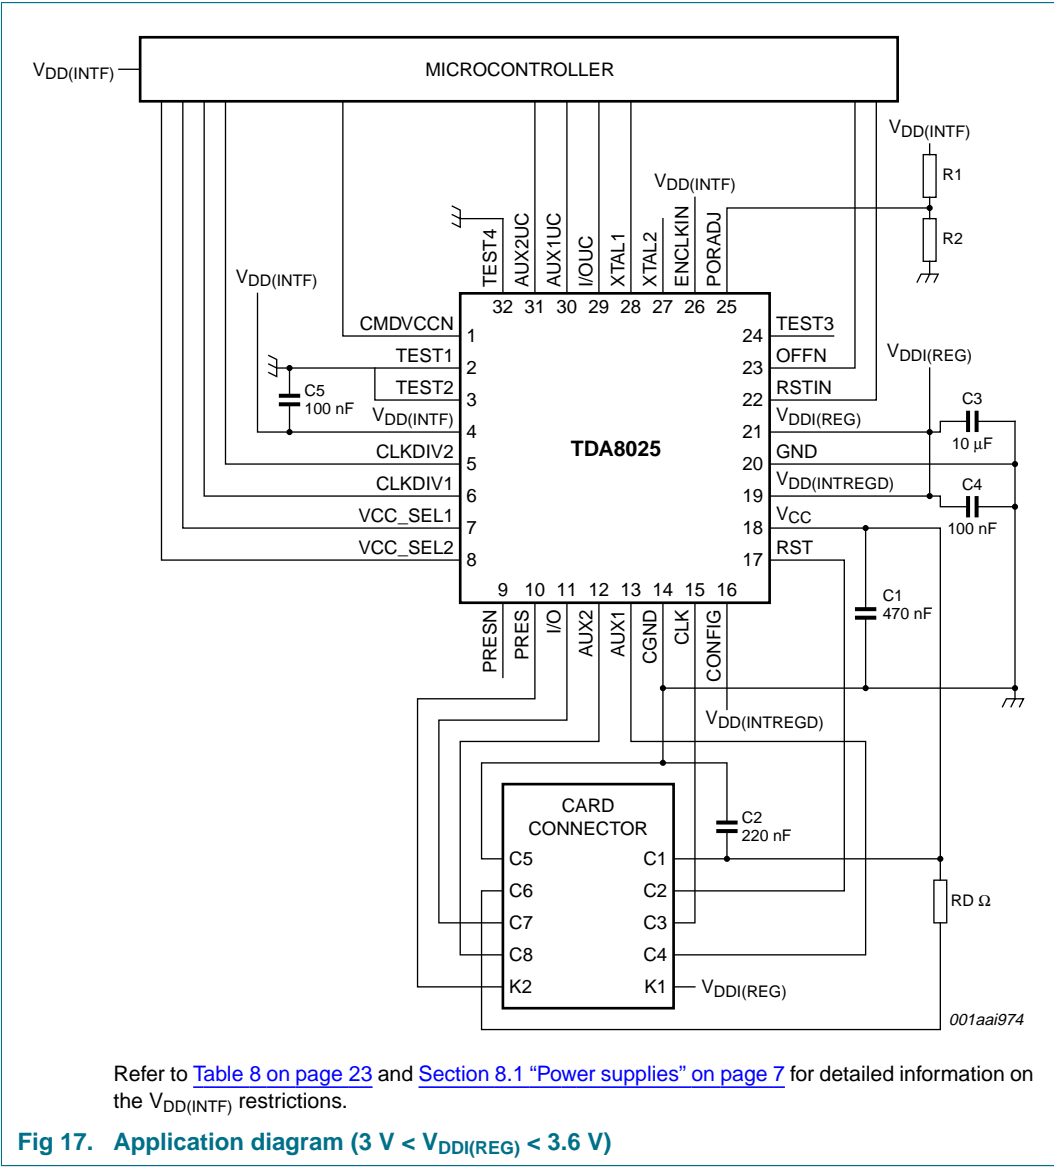 MICROCONTROLLER
VDD(INTF)
VDD(INTF)
R1
R2
VDD(INTF)
TEST4
AUX2UC
AUX1UC
I/OUC
XTAL1
XTAL2
ENCLKIN
PORADJ
32 31 30 29 28 27 26 25
VDD(INTF)
CMDVCCN 1
TEST1 2
TEST2 3
C5
100 nF
VDD(INTF) 4
CLKDIV2 5
CLKDIV1 6
VCC_SEL1 7
VCC_SEL2 8
TDA8025
24 TEST3
23 OFFN
22 RSTIN
21 VDDI(REG)
20 GND
19 VDD(INTREGD)
18 VCC
17 RST
VDDI(REG)
C3
10 μF
C4
100 nF
C1
470 nF
9 10 11 12 13 14 15 16
PRESN
PRES
I/O
AUX2
AUX1
CGND
CLK
CONFIG
VDD(INTREGD)
CARD
CONNECTOR
C2
220 nF
C5 C1
C6 C2
C7 C3
C8 C4
K2 K1
VDDI(REG)
RD Ω
001aai974
Refer to Table 8 on page 23 and Section 8.1 “Power supplies” on page 7 for detailed information on
the VDD(INTF) restrictions.
Fig 17. Application diagram (3 V < VDDI(REG) < 3.6 V)